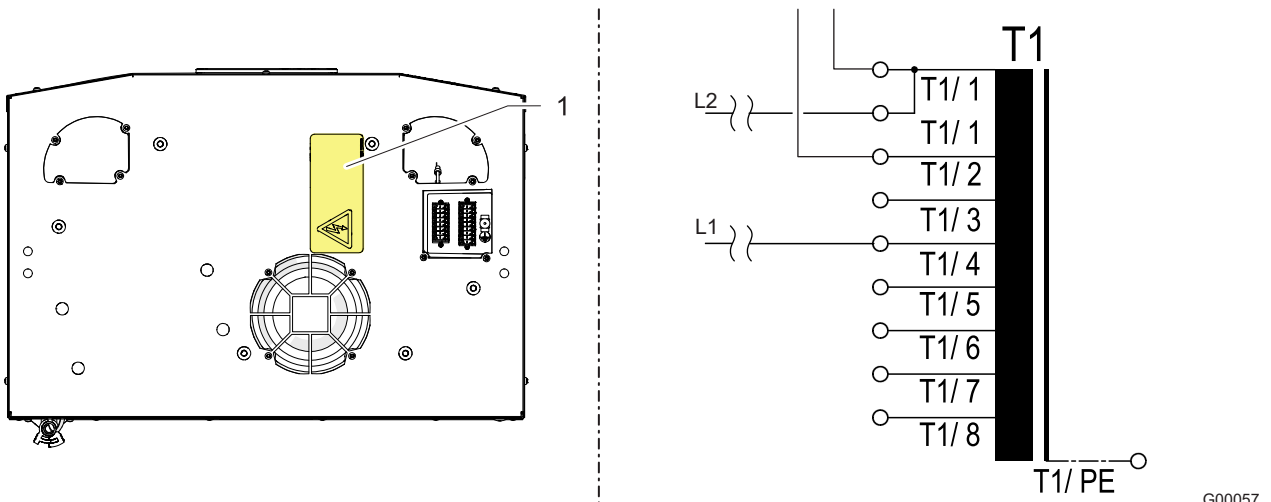 1
T1
T1/ 1
L2
T1/ 1
T1/ 2
T1/ 3
L1
T1/ 4
T1/ 5
T1/ 6
T1/ 7
T1/ 8
T1/ PE
G00057